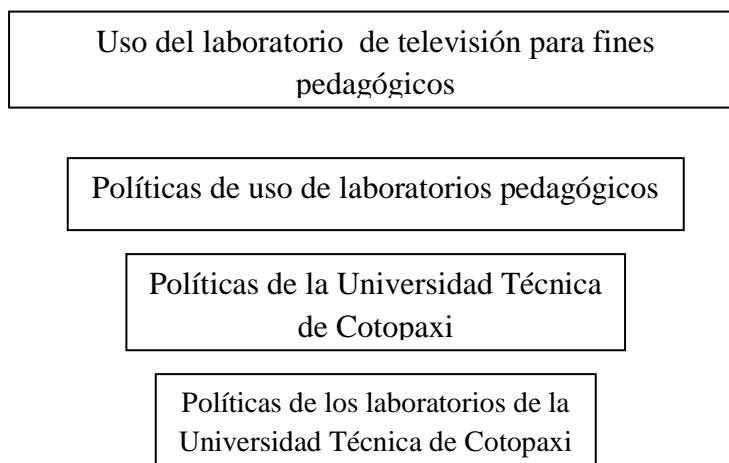 Uso del laboratorio  de televisión para fines
pedagógicos
Políticas de uso de laboratorios pedagógicos
Políticas de la Universidad Técnica
de Cotopaxi
Políticas de los laboratorios de la
Universidad Técnica de Cotopaxi